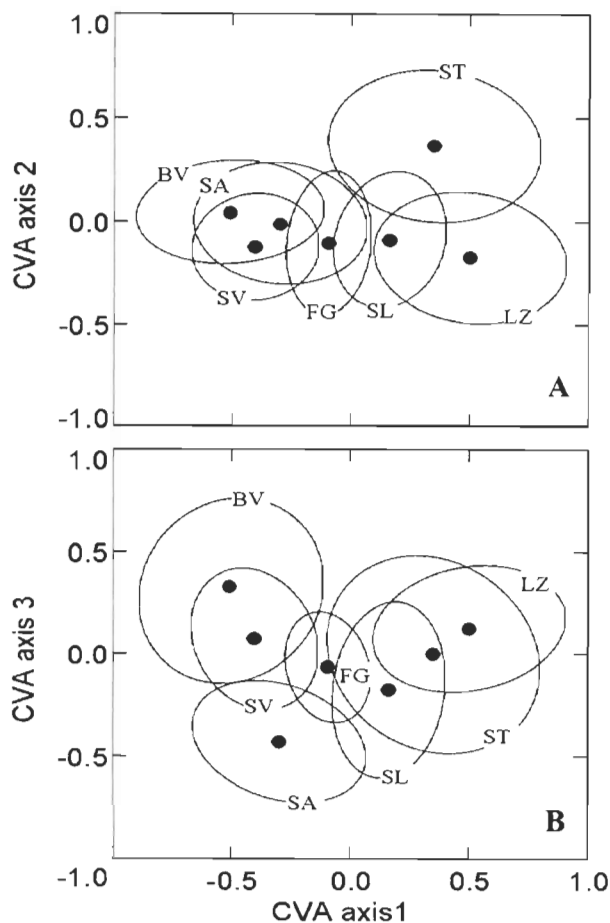 1.0
ST
0.5
BV SA
0.0
CVA axis 2
SV
FG SL
LZ
-0.5
A
-1.0
1.0
BV
0.5
LZ
CVA axis 3
0.0
FG
SV
ST
-0.5
SA
SL
B
-1.0
-0.5 0.0 0.5 1.0
CVA axis1